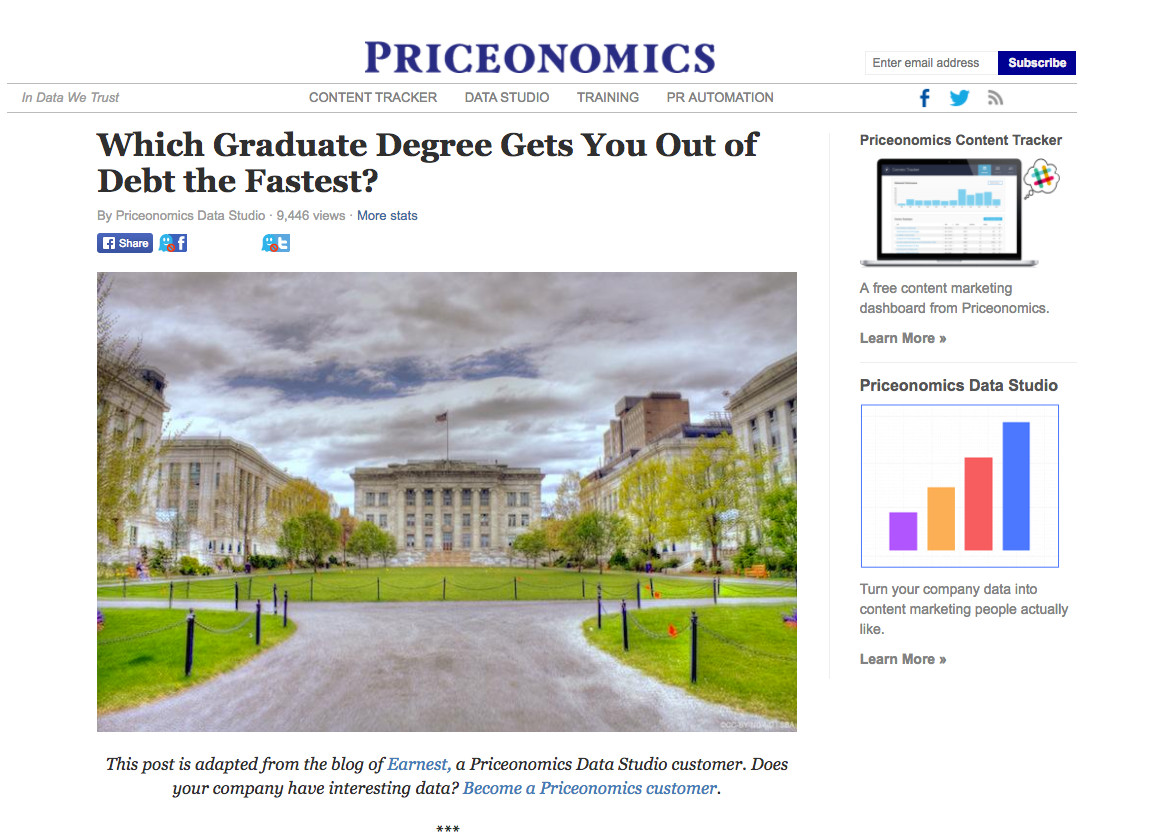 PRICEONOMICS
Enter email address
Subscribe
In Data We Trust
CONTENT TRACKER
DATA STUDIO
TRAINING
PR AUTOMATION
Which Graduate Degree Gets You Out of
Debt the Fastest?
By Priceonomics Data Studio · 9,446 views · More stats
Share
Priceonomics Content Tracker
A free content marketing
dashboard from Priceonomics.
Learn More »
Priceonomics Data Studio
Turn your company data into
content marketing people actually
like.
Learn More »
This post is adapted from the blog of Earnest, a Priceonomics Data Studio customer. Does
your company have interesting data? Become a Priceonomics customer.
***